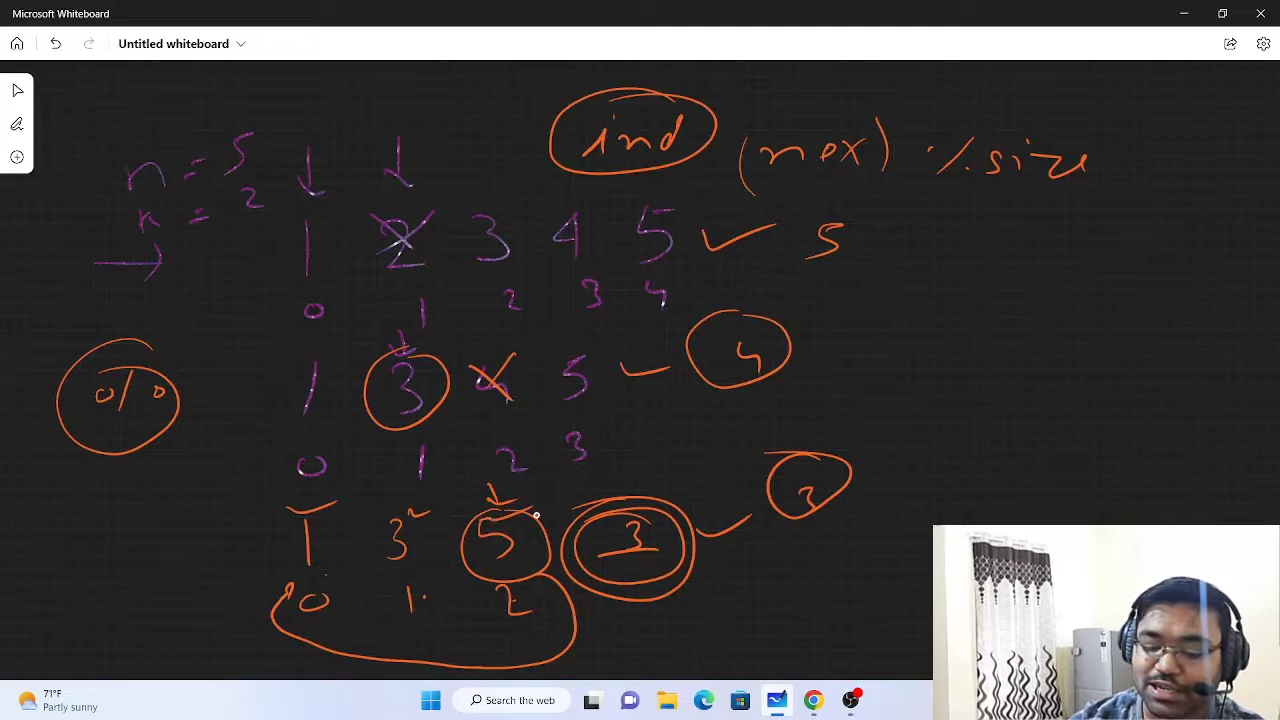 Microsoft Whiteboard
Untitled whiteboard
ind (nex) % size
n = 5
k = 2
1 2 3 4 5 5
0 1 2 3 4
1 3 4 5 4
%
0 1 2 3
3
1 3 5 3
0 1 2
71°F
Partly Sunny
Search the web